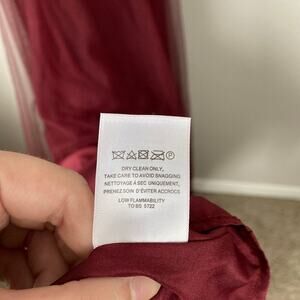 P
DRY CLEAN ONLY,
TAKE CARE TO AVOID SNAGGING
NETTOYAGE A SEC UNIQUEMENT,
PRENEZ SOIN D'ÉVITER ACCROCS
LOW FLAMMABILITY
TO BS 5722